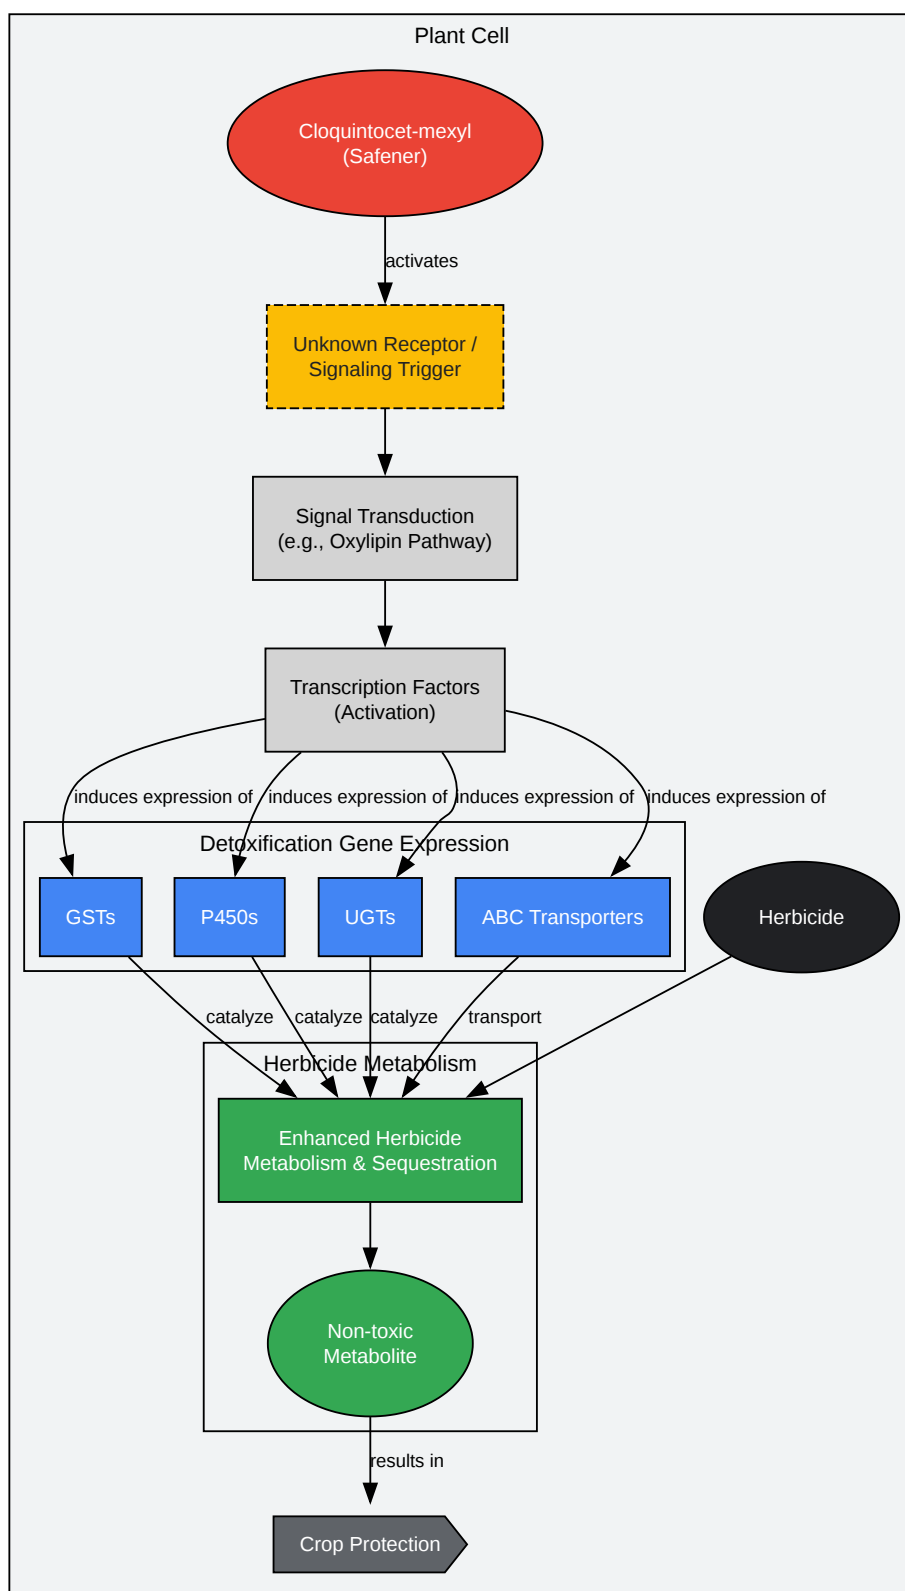 Plant Cell
Cloquintocet-mexyl
(Safener)
activates
Unknown Receptor /
Signaling Trigger
Signal Transduction
(e.g., Oxylipin Pathway)
Transcription Factors
(Activation)
induces expression of
induces expression of
induces expression of
induces expression of
Detoxification Gene Expression
GSTs
P450s
UGTs
ABC Transporters
Herbicide
catalyze
catalyze
catalyze
transport
Herbicide Metabolism
Enhanced Herbicide
Metabolism & Sequestration
Non-toxic
Metabolite
results in
Crop Protection